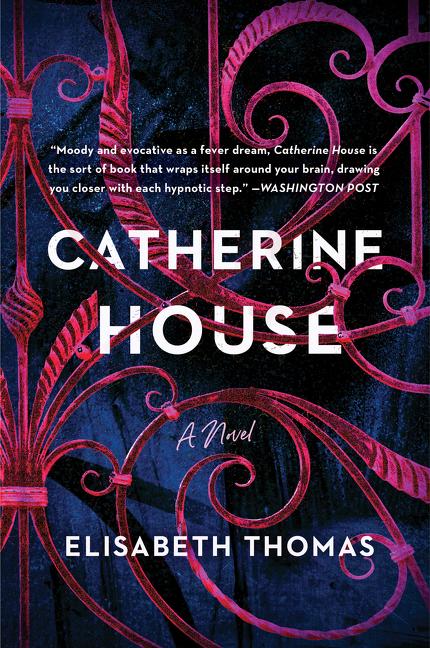 “Moody and evocative as a fever dream, Catherine House is
the sort of book that wraps itself around your brain, drawing
you closer with each hypnotic step.” —WASHINGTON POST
CATHERINE
HOUSE
A Novel
ELISABETH THOMAS